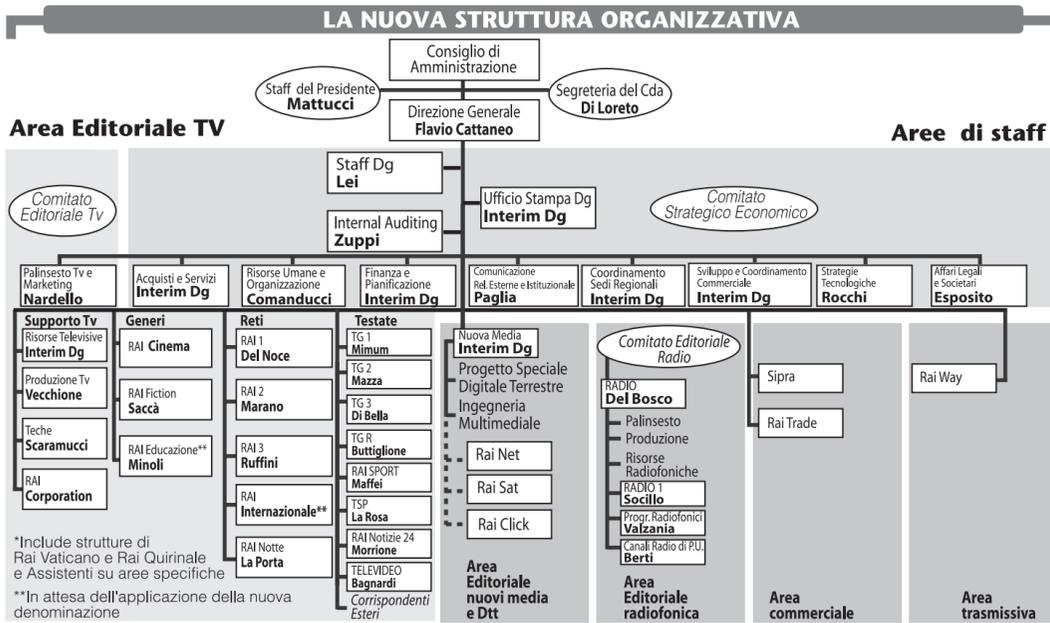 LA NUOVA STRUTTURA ORGANIZZATIVA
Consiglio di
Amministrazione
Staff del Presidente
Mattucci
Segreteria del Cda
Di Loreto
Direzione Generale
Flavio Cattaneo
Area Editoriale TV
Aree di staff
Staff Dg
Lei
Comitato
Editoriale Tv
Ufficio Stampa Dg
Interim Dg
Comitato
Strategico Economico
Internal Auditing
Zuppi
Palinsesto Tv e
Marketing
Nardello
Acquisti e Servizi
Interim Dg
Risorse Umane e
Organizzazione
Comanducci
Finanza e
Pianificazione
Interim Dg
Comunicazione
Rel. Esterne e Istituzionale
Paglia
Coordinamento
Sedi Regionali
Interim Dg
Sviluppo e Coordinamento
Commerciale
Interim Dg
Strategie
Tecnologiche
Rocchi
Affari Legali
e Societari
Esposito
Supporto Tv
Risorse Televisive
Interim Dg
Produzione Tv
Vecchione
Teche
Scaramucci
RAI
Corporation
Generi
RAI Cinema
RAI Fiction
Saccà
RAI Educazione**
Minoli
Reti
RAI 1
Del Noce
RAI 2
Marano
RAI 3
Ruffini
RAI
Internazionale**
RAI Notte
La Porta
Testate
TG 1
Mimum
TG 2
Mazza
TG 3
Di Bella
TG R
Buttiglione
RAI SPORT
Maffei
TSP
La Rosa
RAI Notizie 24
Morrione
TELEVIDEO
Bagnardi
Corrispondenti
Esteri
*Include strutture di
Rai Vaticano e Rai Quirinale
e Assistenti su aree specifiche
**In attesa dell'applicazione della nuova
denominazione
Nuova Media
Interim Dg
Progetto Speciale
Digitale Terrestre
Ingegneria
Multimediale
Rai Net
Rai Sat
Rai Click
Area
Editoriale
nuovi media
e Dtt
Comitato Editoriale
Radio
RADIO
Del Bosco
Palinsesto
Produzione
Risorse
Radiofoniche
RADIO 1
Socillo
Progr. Radiofonici
Valzania
Canali Radio di P.U.
Berti
Area
Editoriale
radiofonica
Sipra
Rai Trade
Area
commerciale
Rai Way
Area
trasmissiva